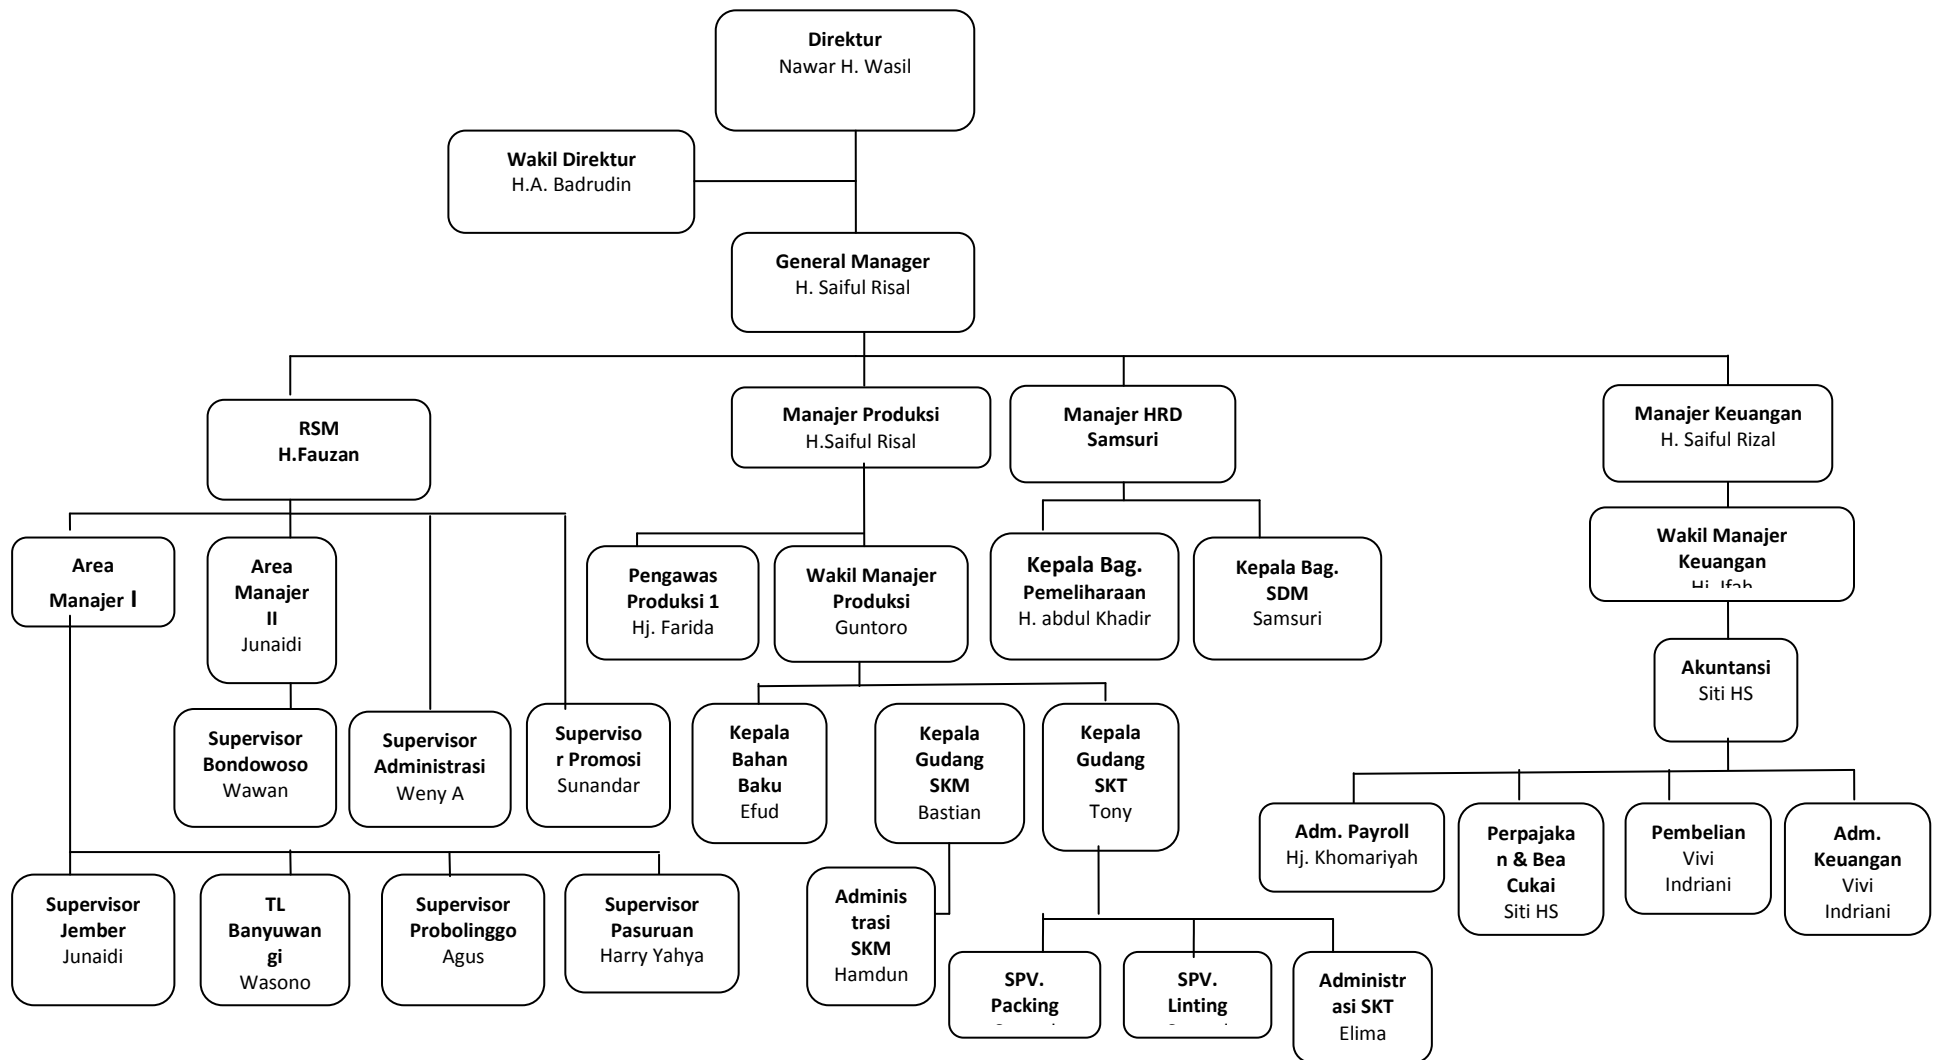 Direktur
Nawar H. Wasil
Wakil Direktur
H.A. Badrudin
General Manager
H. Saiful Risal
RSM
H.Fauzan
Manajer Produksi
H.Saiful Risal
Manajer HRD
Samsuri
Manajer Keuangan
H. Saiful Rizal
Area
Manajer I
Area
Manajer
II
Junaidi
Pengawas
Produksi 1
Hj. Farida
Wakil Manajer
Produksi
Guntoro
Kepala Bag.
Pemeliharaan
H. abdul Khadir
Kepala Bag.
SDM
Samsuri
Wakil Manajer
Keuangan
Hj. Ifah
Akuntansi
Siti HS
Supervisor
Bondowoso
Wawan
Supervisor
Administrasi
Weny A
Superviso
r Promosi
Sunandar
Kepala
Bahan
Baku
Efud
Kepala
Gudang
SKM
Bastian
Kepala
Gudang
SKT
Tony
Adm. Payroll
Hj. Khomariyah
Perpajaka
n & Bea
Cukai
Siti HS
Pembelian
Vivi
Indriani
Adm.
Keuangan
Vivi
Indriani
Supervisor
Jember
Junaidi
TL
Banyuwan
gi
Wasono
Supervisor
Probolinggo
Agus
Supervisor
Pasuruan
Harry Yahya
Adminis
trasi
SKM
Hamdun
SPV.
Packing
SPV.
Linting
Administr
asi SKT
Elima